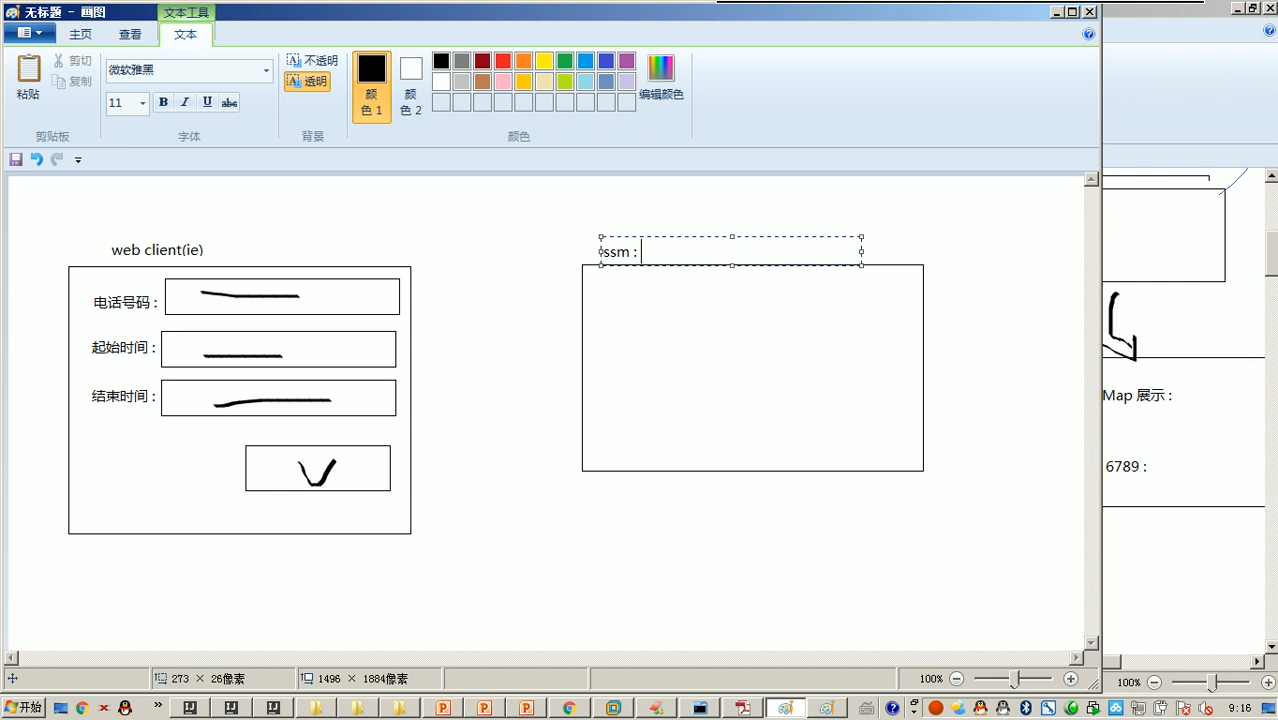 无标题 - 画图
文本工具
主页
查看
文本
粘贴
剪切
复制
剪贴板
微软雅黑
11
B I U abc
字体
不透明
透明
背景
颜色 1
颜色 2
编辑颜色
颜色
web client(ie)
电话号码 :
起始时间 :
结束时间 :
ssm :
Map 展示 :
6789 :
273 × 26像素
1496 × 1884像素
100%
100%
开始
9:16